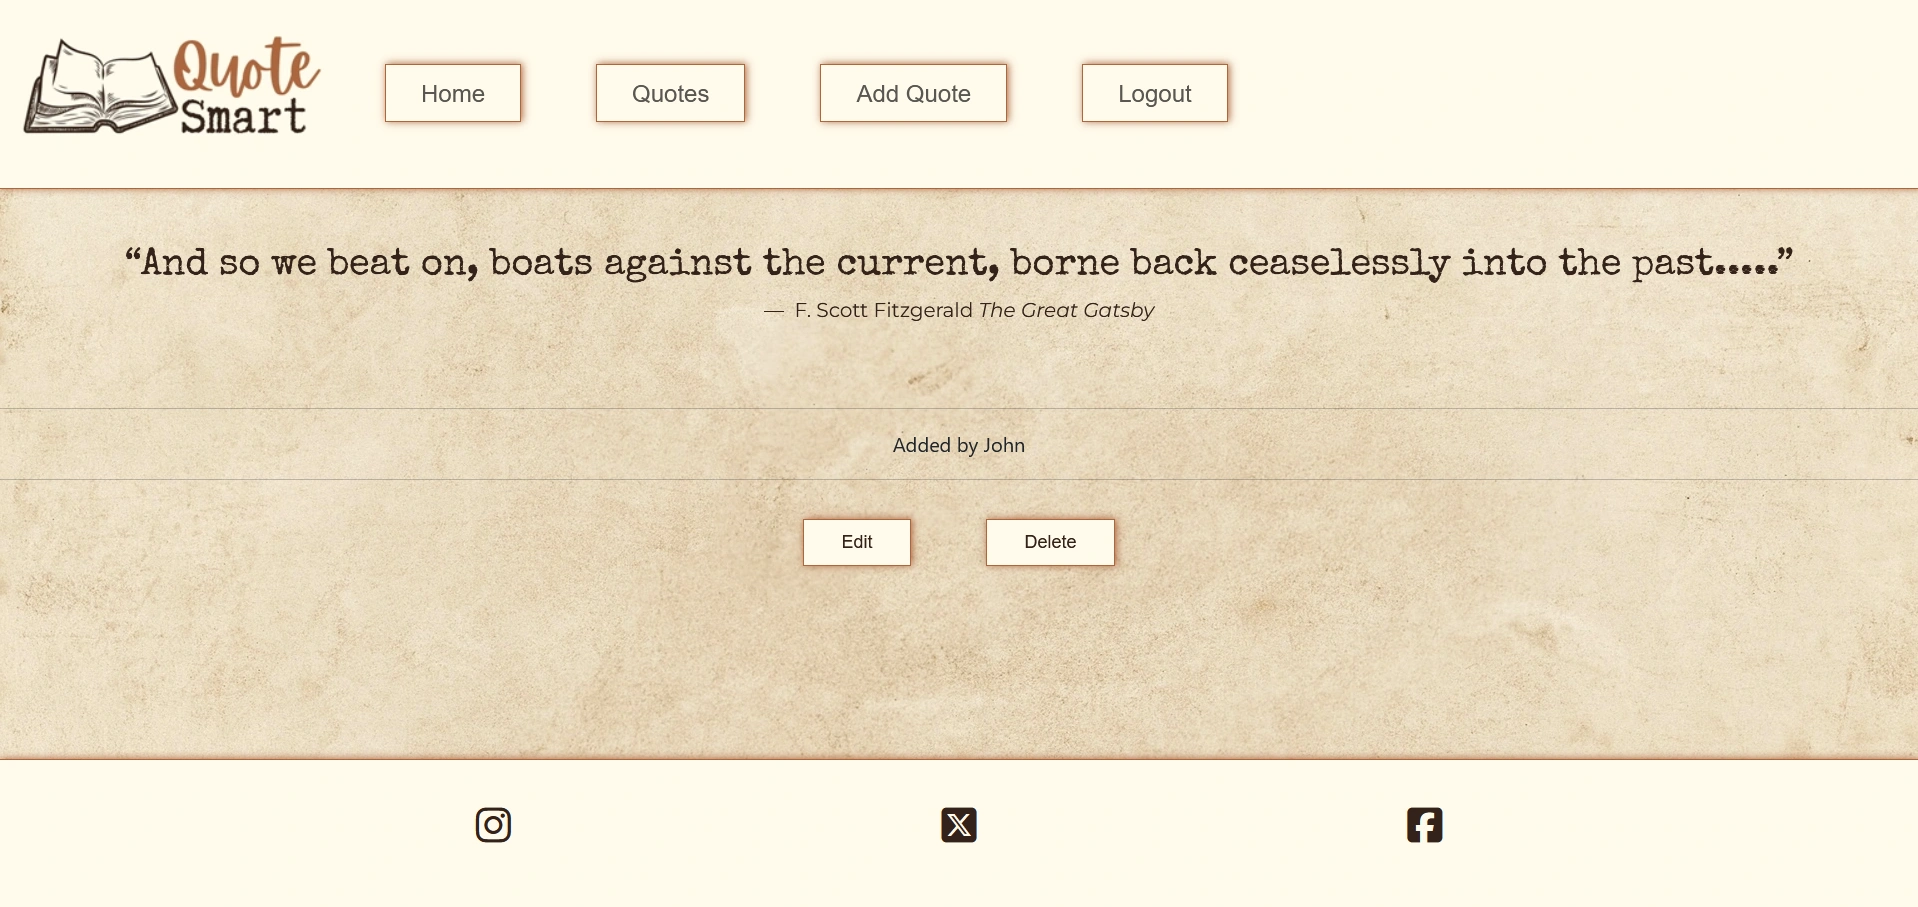 Quote
Smart
Home Quotes Add Quote Logout
“And so we beat on, boats against the current, borne back ceaselessly into the past.....”
— F. Scott Fitzgerald The Great Gatsby
Added by John
Edit Delete